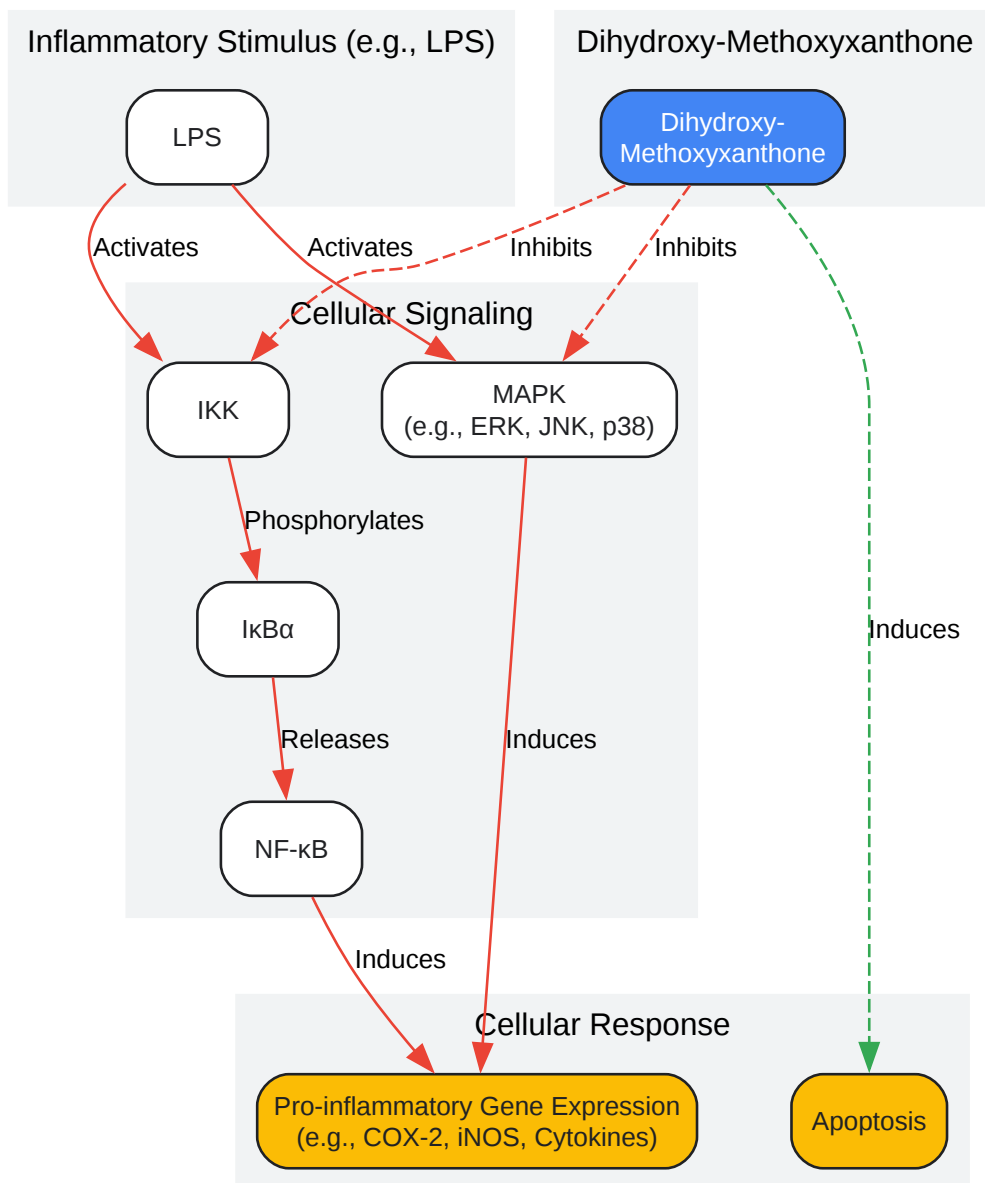 Inflammatory Stimulus (e.g., LPS)
Dihydroxy-Methoxyxanthone
LPS
Dihydroxy-
Methoxyxanthone
Activates
Activates
Inhibits
Inhibits
Cellular Signaling
IKK
MAPK
(e.g., ERK, JNK, p38)
Phosphorylates
IκBα
Induces
Releases
Induces
NF-κB
Induces
Cellular Response
Pro-inflammatory Gene Expression
(e.g., COX-2, iNOS, Cytokines)
Apoptosis